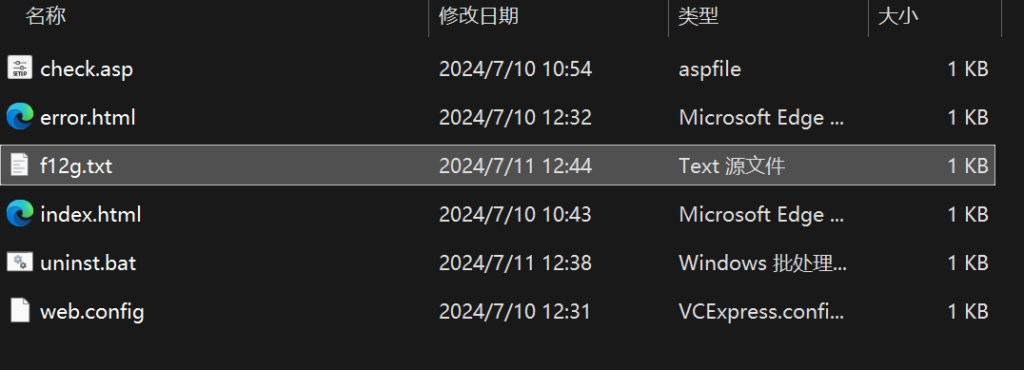 名称 修改日期 类型 大小
check.asp 2024/7/10 10:54 aspfile 1 KB
error.html 2024/7/10 12:32 Microsoft Edge ... 1 KB
f12g.txt 2024/7/11 12:44 Text 源文件 1 KB
index.html 2024/7/10 10:43 Microsoft Edge ... 1 KB
uninst.bat 2024/7/11 12:38 Windows 批处理... 1 KB
web.config 2024/7/10 12:31 VCExpress.confi... 1 KB